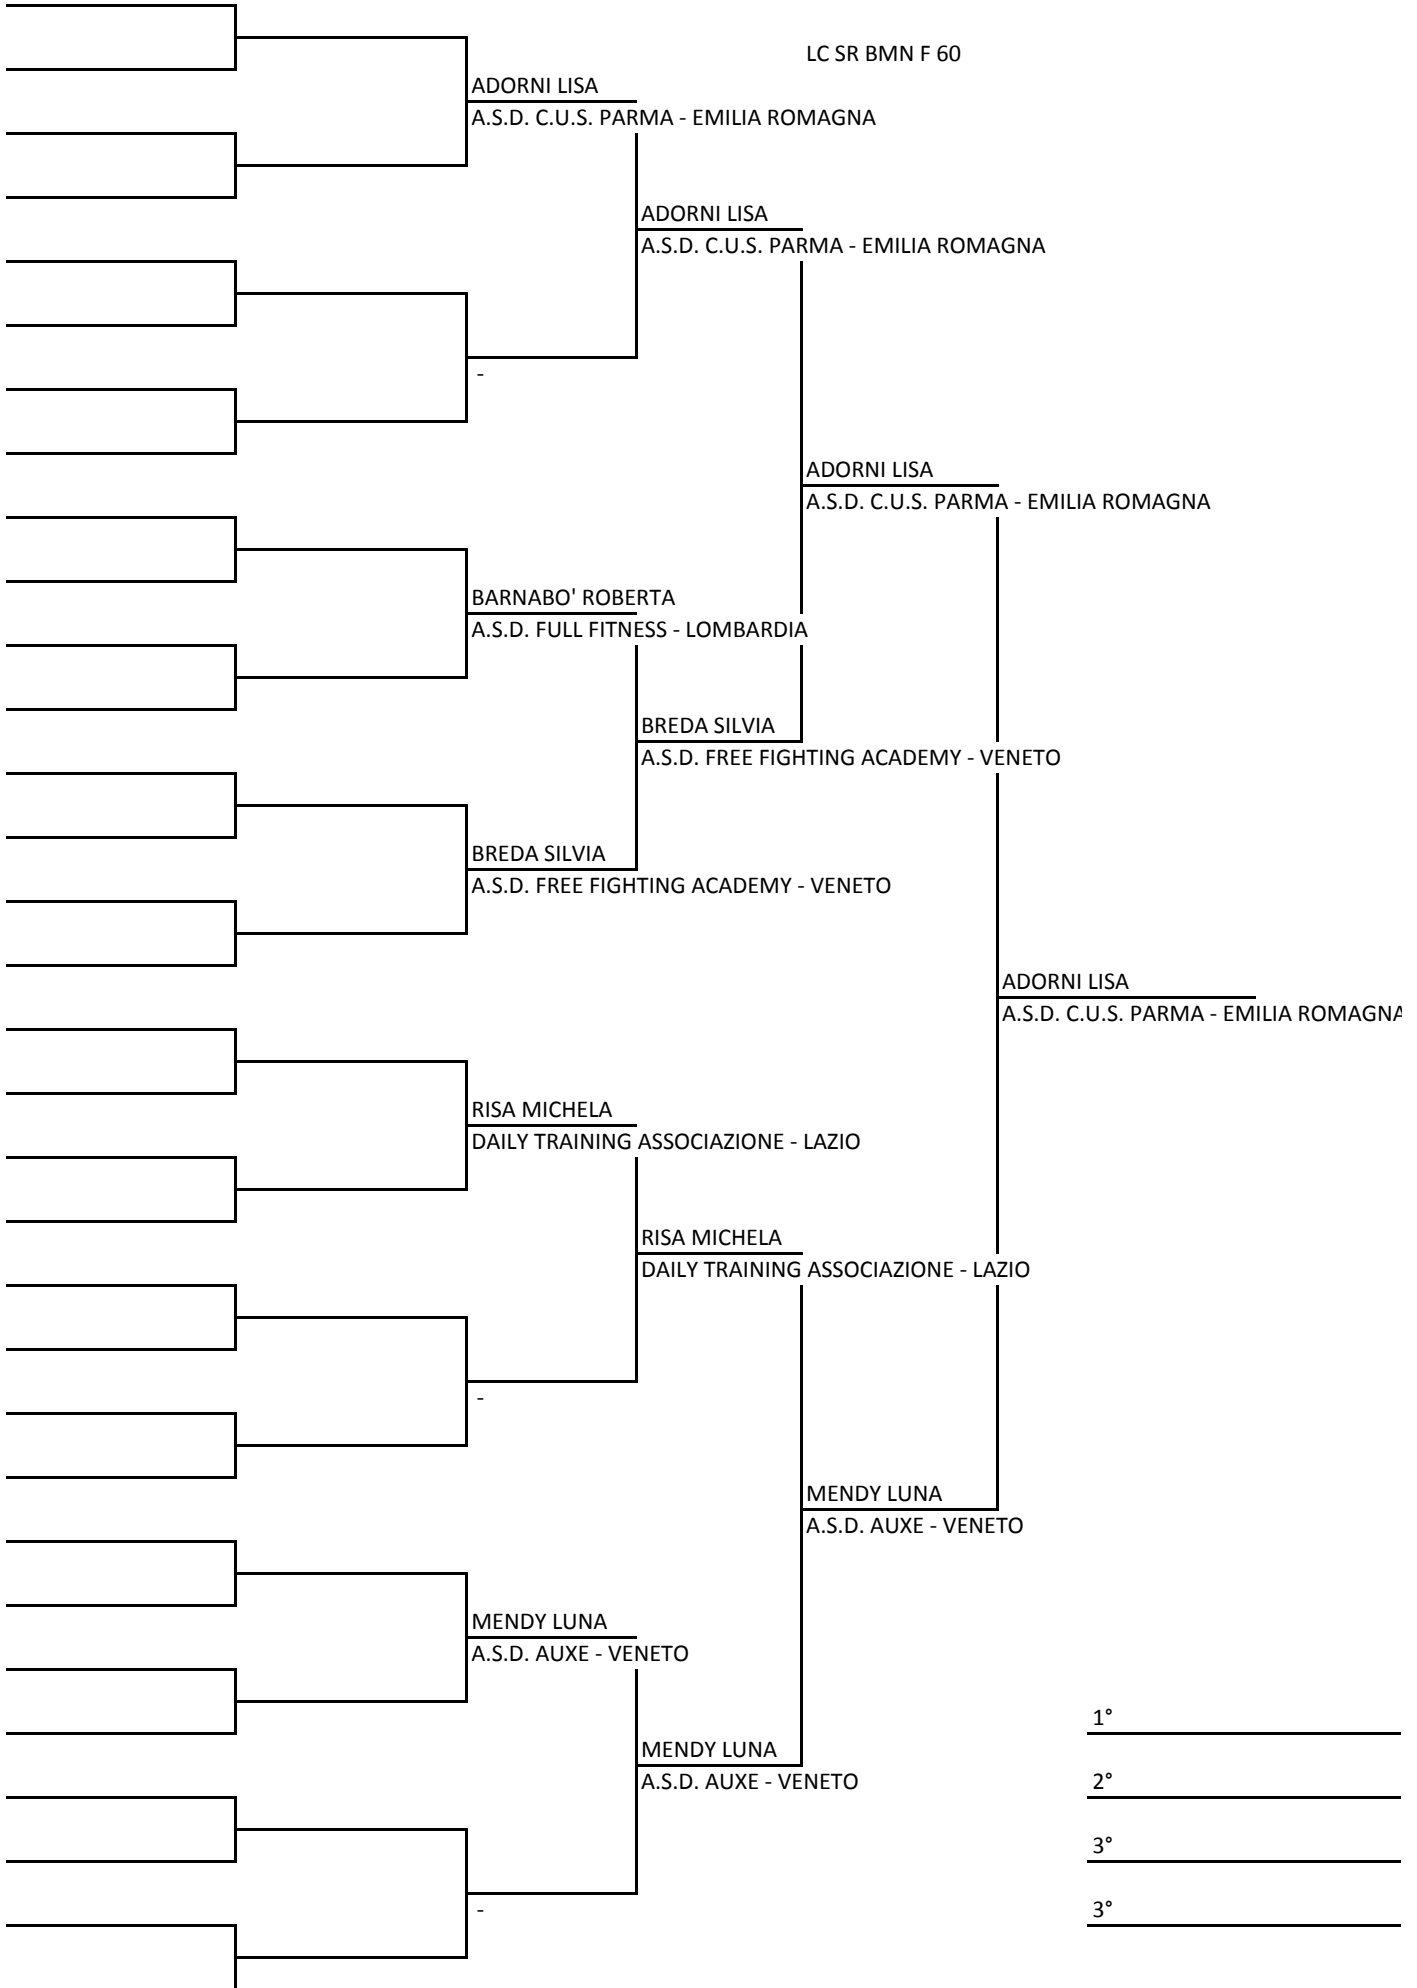 LC SR BMN F 60
ADORNI LISA
A.S.D. C.U.S. PARMA - EMILIA ROMAGNA
ADORNI LISA
A.S.D. C.U.S. PARMA - EMILIA ROMAGNA
-
ADORNI LISA
A.S.D. C.U.S. PARMA - EMILIA ROMAGNA
BARNABO' ROBERTA
A.S.D. FULL FITNESS - LOMBARDIA
BREDA SILVIA
A.S.D. FREE FIGHTING ACADEMY - VENETO
BREDA SILVIA
A.S.D. FREE FIGHTING ACADEMY - VENETO
ADORNI LISA
A.S.D. C.U.S. PARMA - EMILIA ROMAGNA
RISA MICHELA
DAILY TRAINING ASSOCIAZIONE - LAZIO
RISA MICHELA
DAILY TRAINING ASSOCIAZIONE - LAZIO
-
MENDY LUNA
A.S.D. AUXE - VENETO
MENDY LUNA
A.S.D. AUXE - VENETO
1°
MENDY LUNA
A.S.D. AUXE - VENETO
2°
3°
-
3°